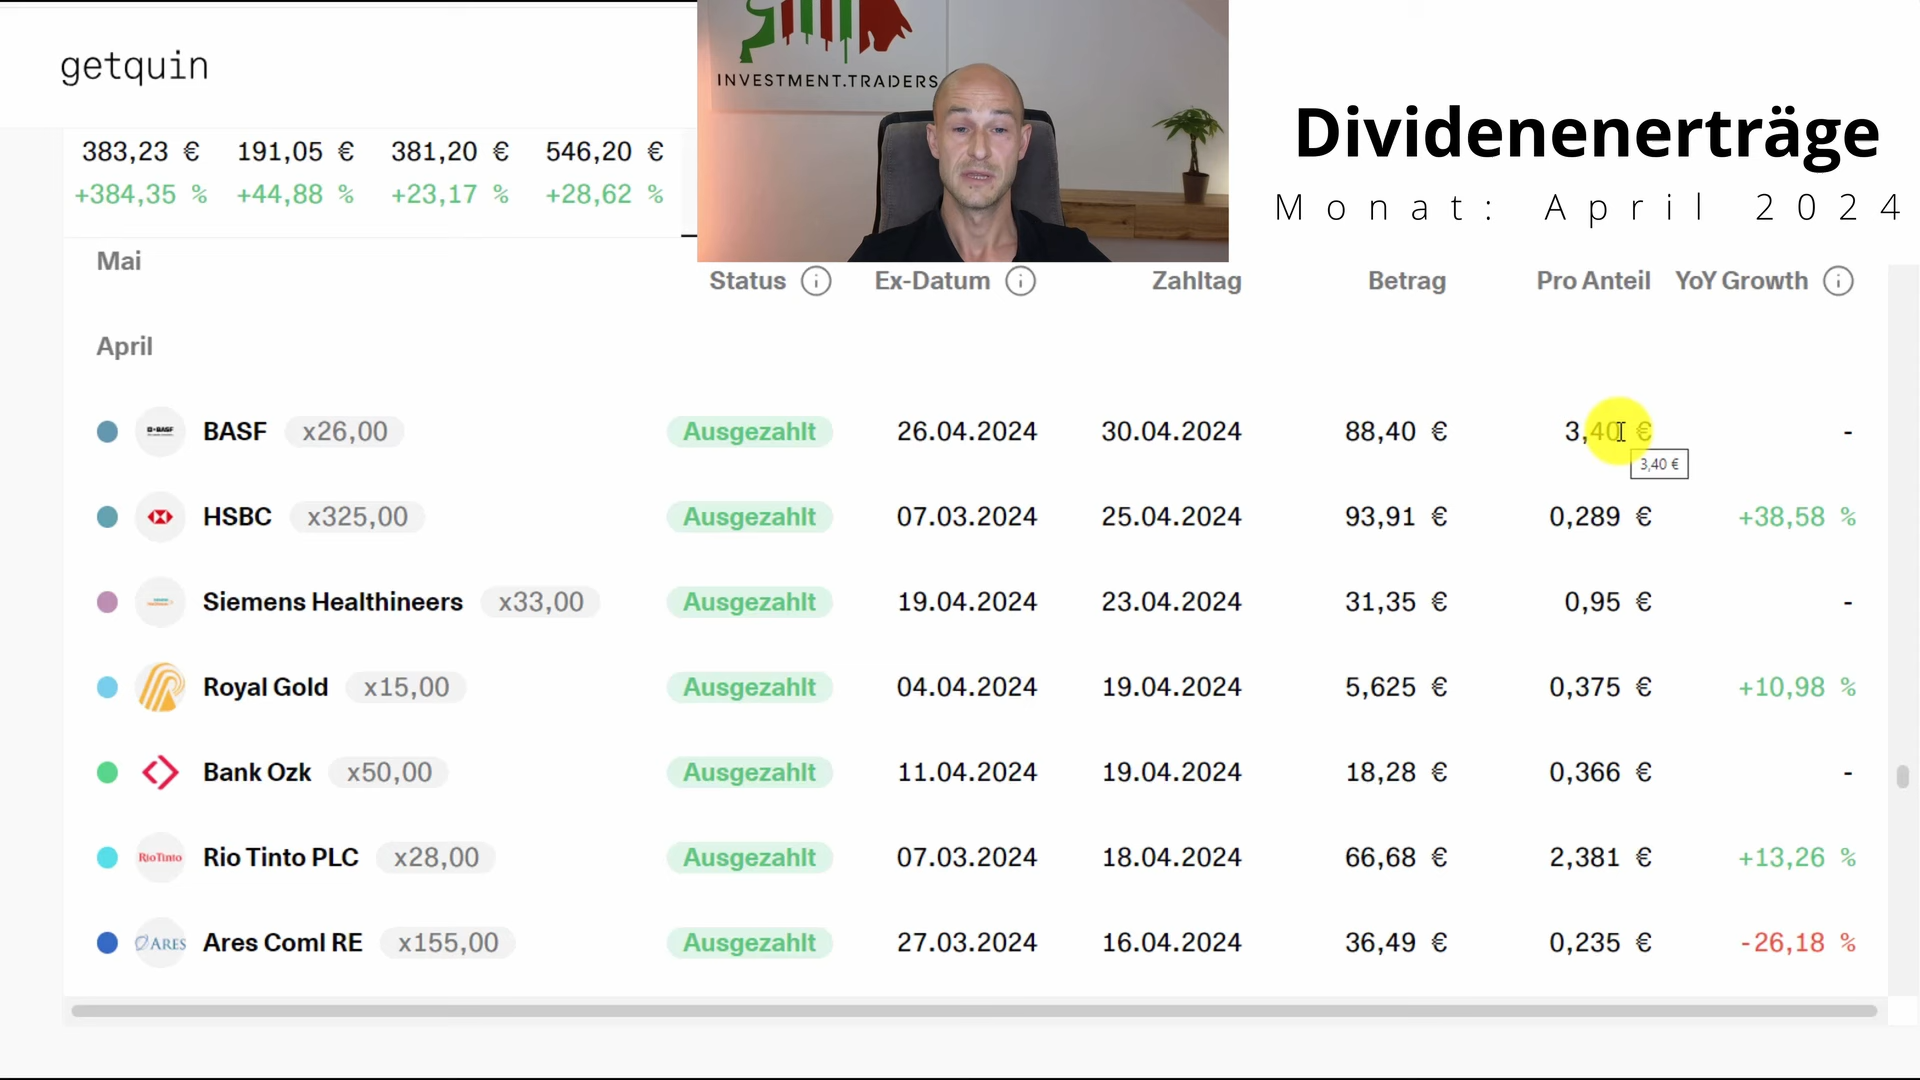 getquin
INVESTMENT.TRADERS
Dividenenerträge
Monat: April 2024
383,23 € 191,05 € 381,20 € 546,20 €
+384,35 % +44,88 % +23,17 % +28,62 %
Mai
Status Ex-Datum Zahltag Betrag Pro Anteil YoY Growth
April
BASF BASF x26,00 Ausgezahlt 26.04.2024 30.04.2024 88,40 € 3,40 € -
3,40 €
HSBC x325,00 Ausgezahlt 07.03.2024 25.04.2024 93,91 € 0,289 € +38,58 %
Siemens Healthineers x33,00 Ausgezahlt 19.04.2024 23.04.2024 31,35 € 0,95 € -
Royal Gold x15,00 Ausgezahlt 04.04.2024 19.04.2024 5,625 € 0,375 € +10,98 %
Bank Ozk x50,00 Ausgezahlt 11.04.2024 19.04.2024 18,28 € 0,366 € -
RioTinto Rio Tinto PLC x28,00 Ausgezahlt 07.03.2024 18.04.2024 66,68 € 2,381 € +13,26 %
ARES Ares Coml RE x155,00 Ausgezahlt 27.03.2024 16.04.2024 36,49 € 0,235 € -26,18 %